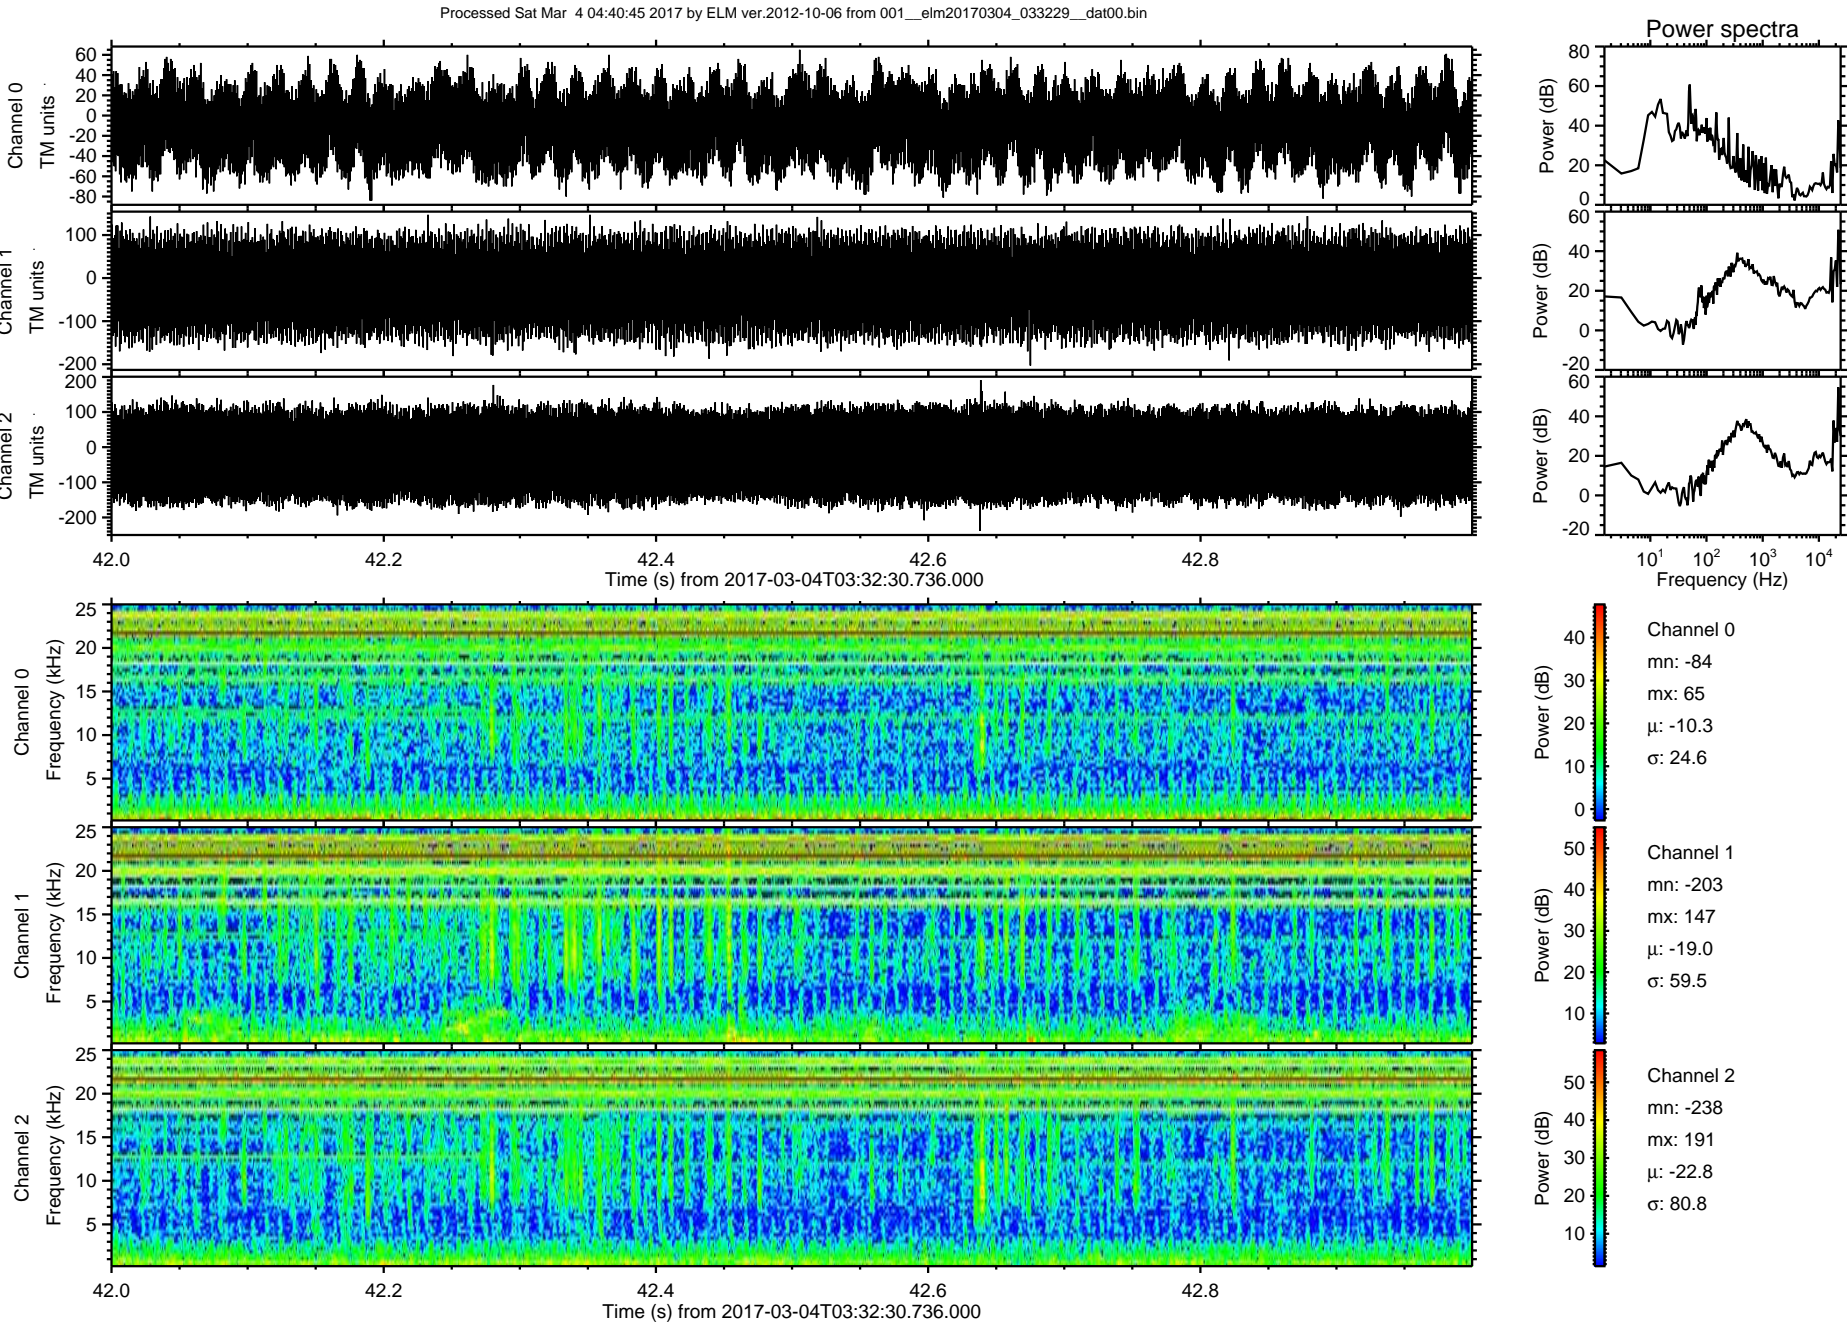 Processed Sat Mar  4 04:40:45 2017 by ELM ver.2012-10-06 from 001__elm20170304_033229__dat00.bin
Power spectra
Channel 0
TM units
60
40
20
0
-20
-40
-60
-80
Power (dB)
80
60
40
20
0
Channel 1
TM units
100
0
-100
-200
Power (dB)
60
40
20
0
-20
Channel 2
TM units
200
100
0
-100
-200
Power (dB)
60
40
20
0
-20
42.0 42.2 42.4 42.6 42.8
Time (s) from 2017-03-04T03:32:30.736.000
10^1 10^2 10^3 10^4
Frequency (Hz)
Channel 0
Frequency (kHz)
25
20
15
10
5
Power (dB)
40
30
20
10
0
Channel 0
mn: -84
mx: 65
μ: -10.3
σ: 24.6
Channel 1
Frequency (kHz)
25
20
15
10
5
Power (dB)
50
40
30
20
10
Channel 1
mn: -203
mx: 147
μ: -19.0
σ: 59.5
Channel 2
Frequency (kHz)
25
20
15
10
5
Power (dB)
50
40
30
20
10
Channel 2
mn: -238
mx: 191
μ: -22.8
σ: 80.8
42.0 42.2 42.4 42.6 42.8
Time (s) from 2017-03-04T03:32:30.736.000